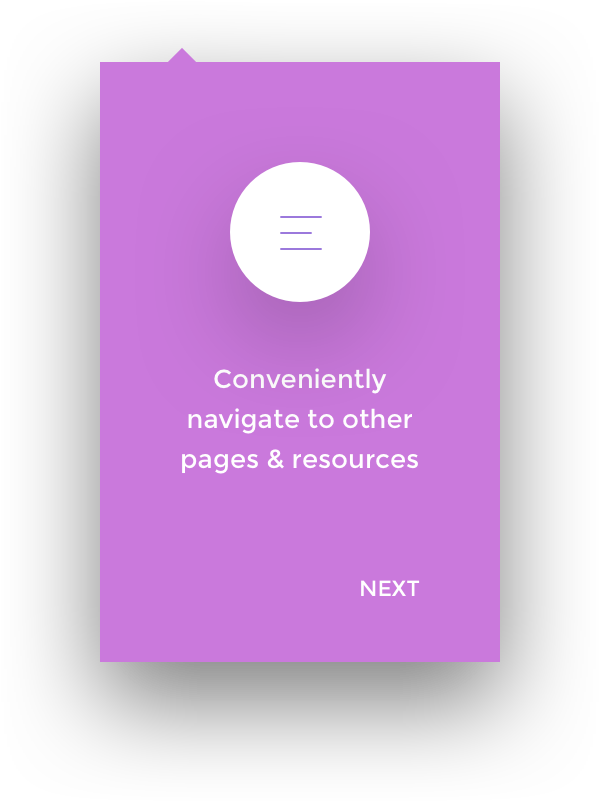 Conveniently
navigate to other
pages & resources
NEXT